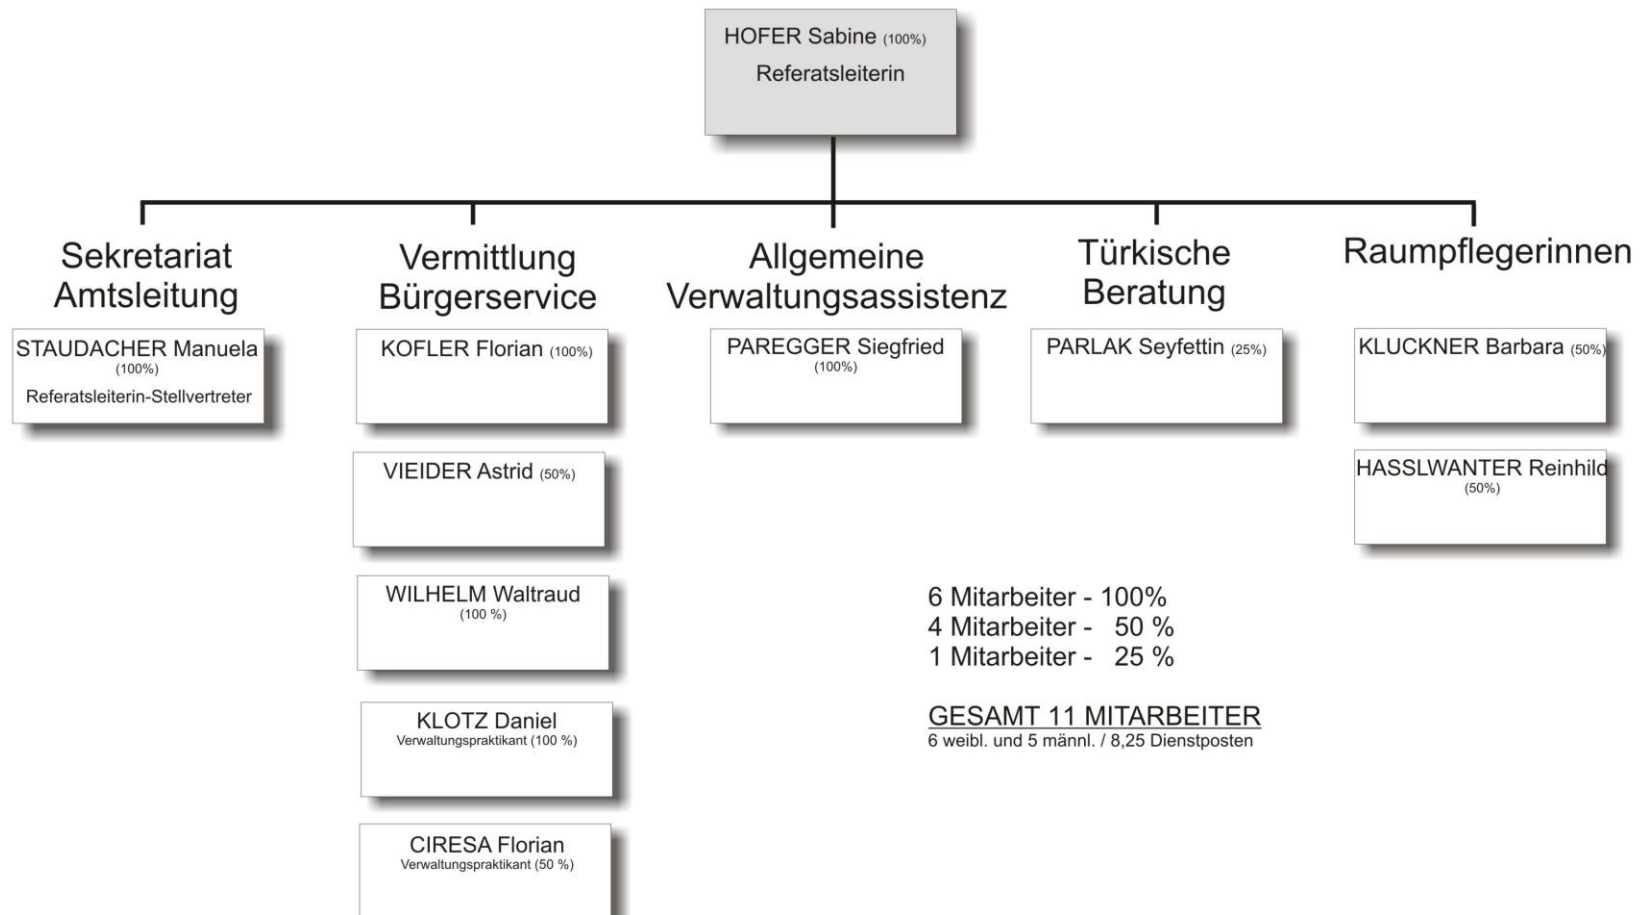 HOFER Sabine (100%)
Referatsleiterin
Sekretariat
Amtsleitung
STAUDACHER Manuela
(100%)
Referatsleiterin-Stellvertreter
Vermittlung
Bürgerservice
KOFLER Florian (100%)
VIEIDER Astrid (50%)
WILHELM Waltraud
(100 %)
KLOTZ Daniel
Verwaltungspraktikant (100 %)
CIRESA Florian
Verwaltungspraktikant (50 %)
Allgemeine
Verwaltungsassistenz
PAREGGER Siegfried
(100%)
Türkische
Beratung
PARLAK Seyfettin (25%)
Raumpflegerinnen
KLUCKNER Barbara (50%)
HASSLWANTER Reinhild
(50%)
6 Mitarbeiter - 100%
4 Mitarbeiter - 50 %
1 Mitarbeiter - 25 %
GESAMT 11 MITARBEITER
6 weibl. und 5 männl. / 8,25 Dienstposten